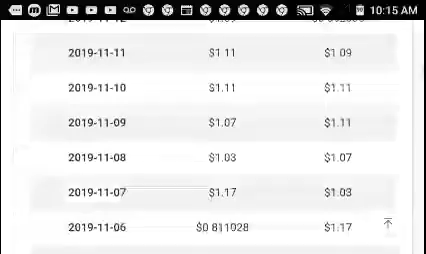 10:15 AM
2019-11-11 $1 11 $1 09
2019-11-10 $1.11 $1.11
2019-11-09 $1.07 $1.11
2019-11-08 $1.03 $1.07
2019-11-07 $1.17 $1.03
2019-11-06 $0 811028 $1.17